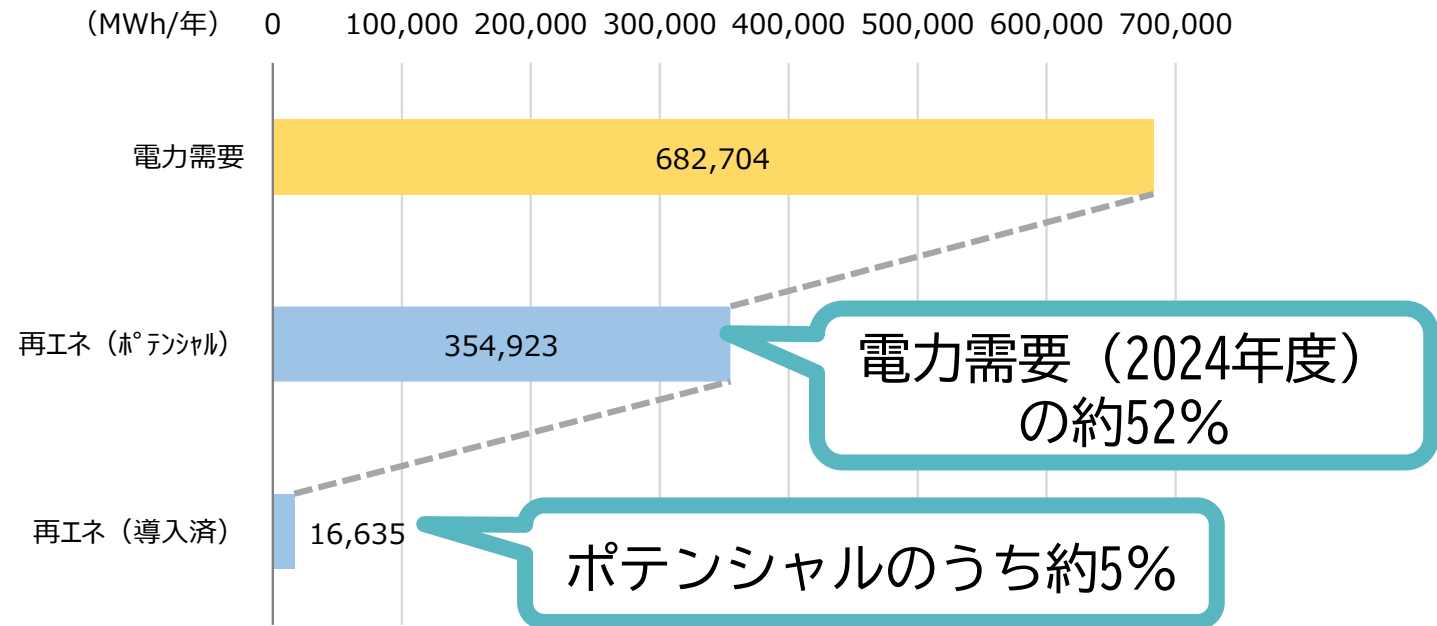 （MWh/年） 0 100,000 200,000 300,000 400,000 500,000 600,000 700,000
電力需要 682,704
再エネ（ﾎﾟﾃﾝｼｬﾙ） 354,923
電力需要（2024年度）
の約52%
再エネ（導入済） 16,635
ポテンシャルのうち約5%